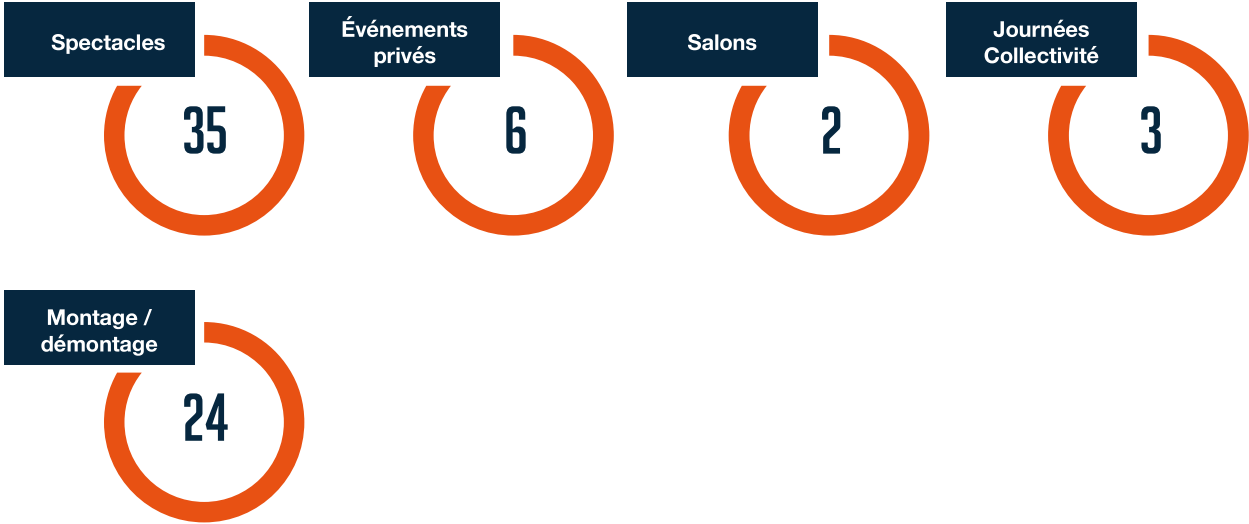 Spectacles
35
Événements
privés
6
Salons
2
Journées
Collectivité
3
Montage /
démontage
24